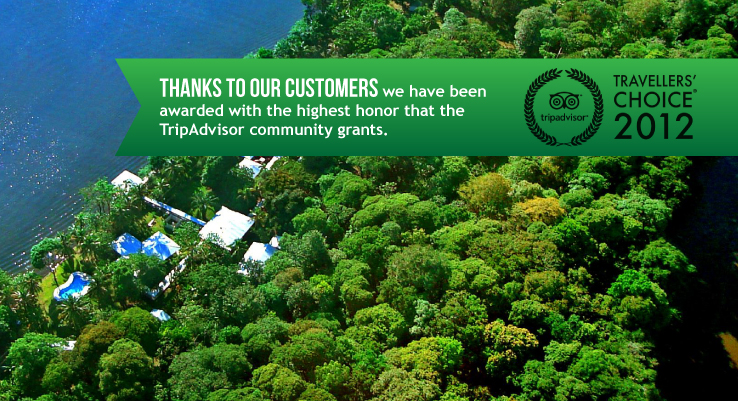 THANKS TO OUR CUSTOMERS we have been
awarded with the highest honor that the
TripAdvisor community grants.
tripadvisor®
TRAVELLERS’
CHOICE®
2012